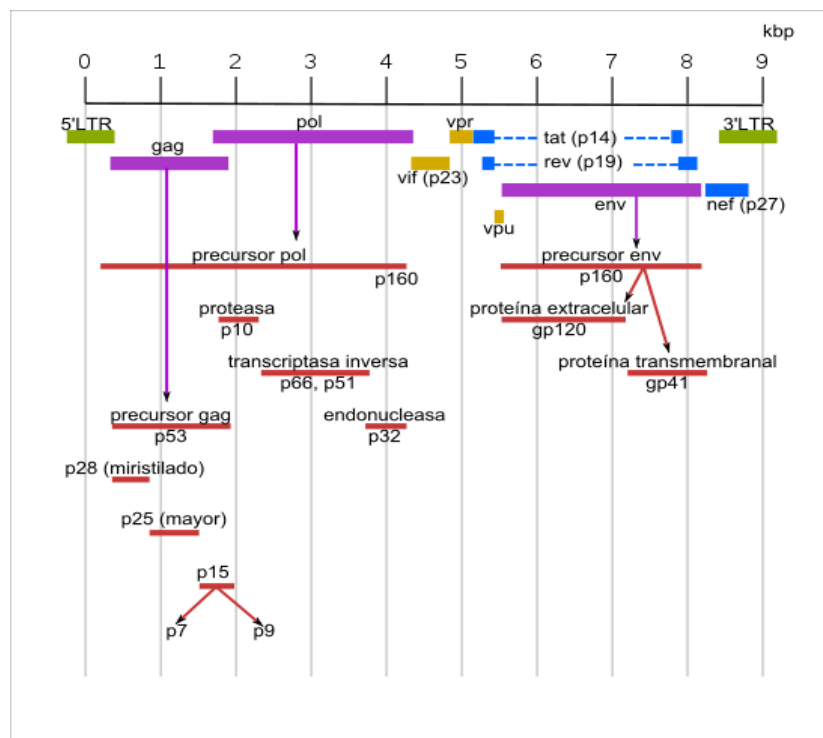 kbp
0 1 2 3 4 5 6 7 8 9
5'LTR pol vpr tat (p14) 3'LTR
gag rev (p19)
vif (p23)
env nef (p27)
vpu
precursor pol precursor env
p160 p160
proteasa proteína extracelular
p10 gp120
transcriptasa inversa proteína transmembranal
p66, p51 gp41
precursor gag endonucleasa
p53 p32
p28 (miristilado)
p25 (mayor)
p15
p7 p9